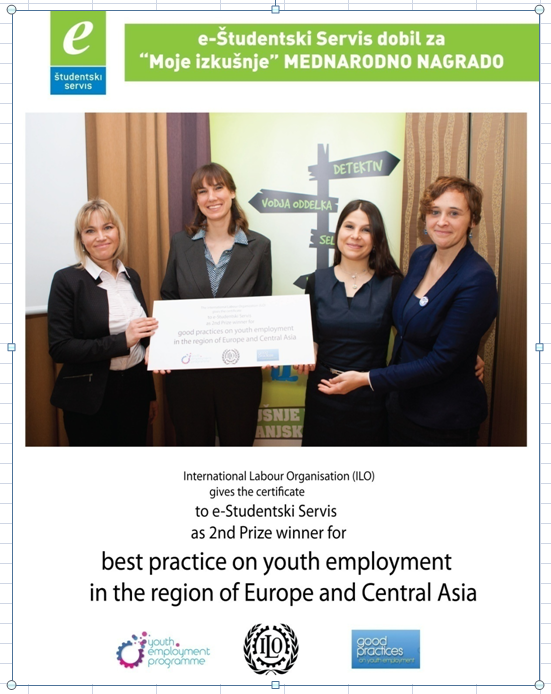 e
študentski
servis
e-Študentski Servis dobil za
“Moje izkušnje” MEDNARODNO NAGRADO
DETEKTIV
VODJA ODDELKA
SEL
good practices on youth employment
in the region of Europe and Central Asia
International Labour Organisation (ILO)
gives the certificate
to e-Studentski Servis
as 2nd Prize winner for
best practice on youth employment
in the region of Europe and Central Asia
youth
employment
programme
ILO
good
practices
on youth employment